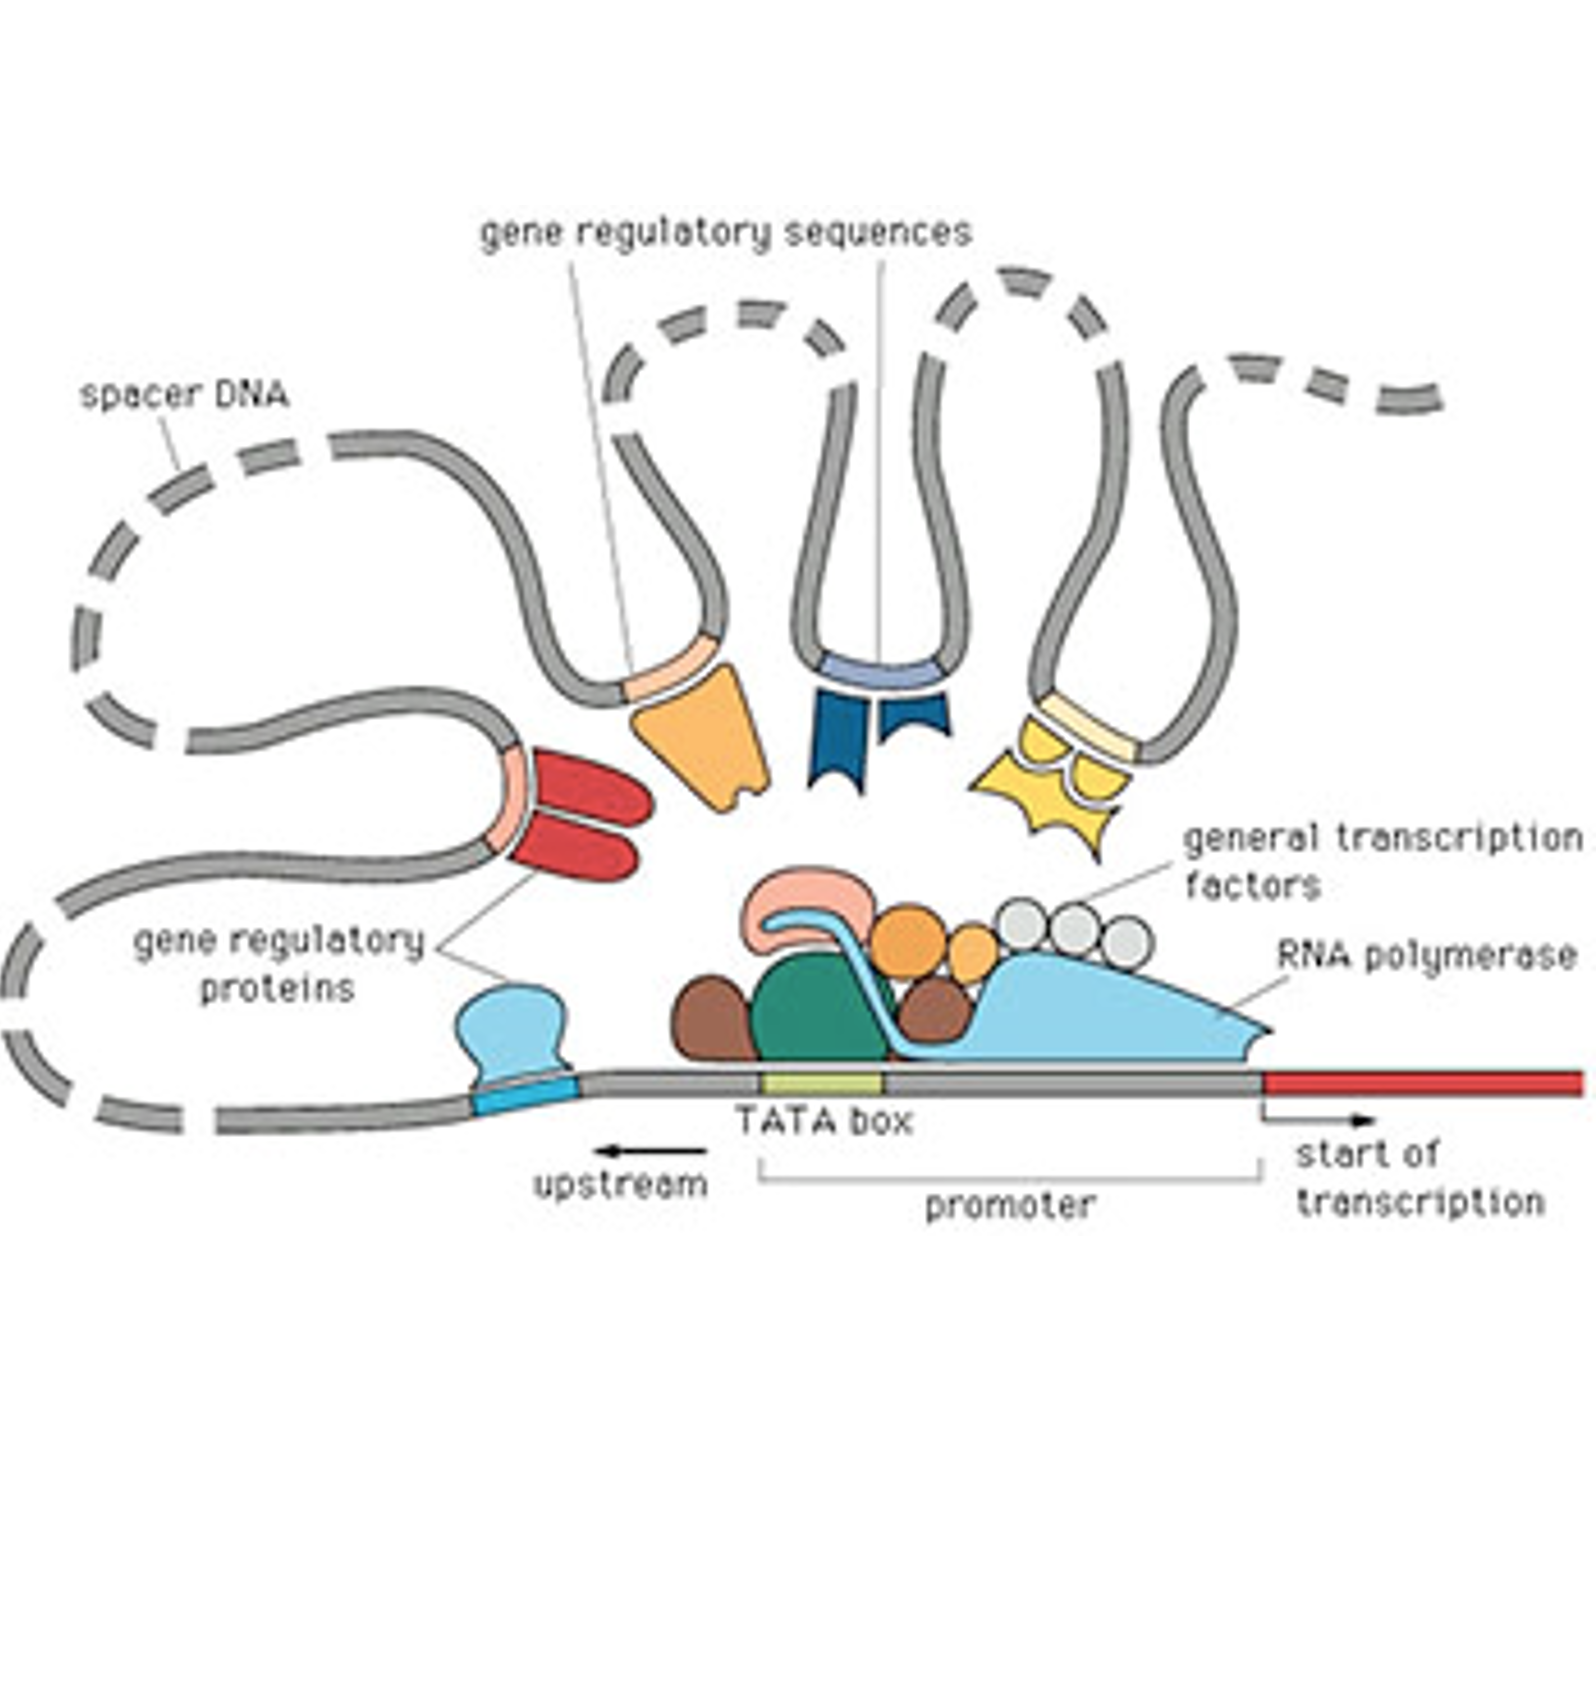 gene regulatory sequences
spacer DNA
general transcription
factors
gene regulatory
proteins
RNA polymerase
TATA box
upstream
start of
transcription
promoter